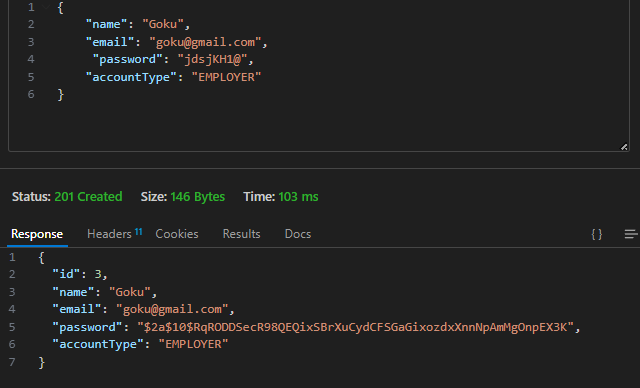 1 {
2 "name": "Goku",
3 "email": "goku@gmail.com",
4 "password": "jdsjKH1@",
5 "accountType": "EMPLOYER"
6 }
Status: 201 Created Size: 146 Bytes Time: 103 ms
Response Headers 11 Cookies Results Docs { }
1 {
2 "id": 3,
3 "name": "Goku",
4 "email": "goku@gmail.com",
5 "password": "$2a$10$RqRODDSecR98QEQixSBrXuCydCFSGaGixozdxXnnNpAmMgOnpEX3K",
6 "accountType": "EMPLOYER"
7 }